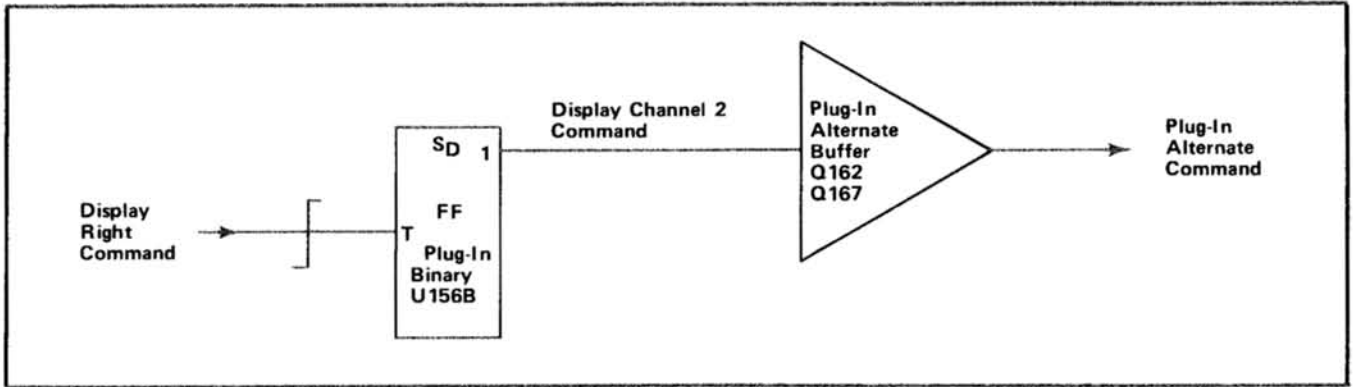 Display
Right
Command
SD 1
FF
T
Plug-In
Binary
U156B
Display Channel 2
Command
Plug-In
Alternate
Buffer
Q162
Q167
Plug-In
Alternate
Command